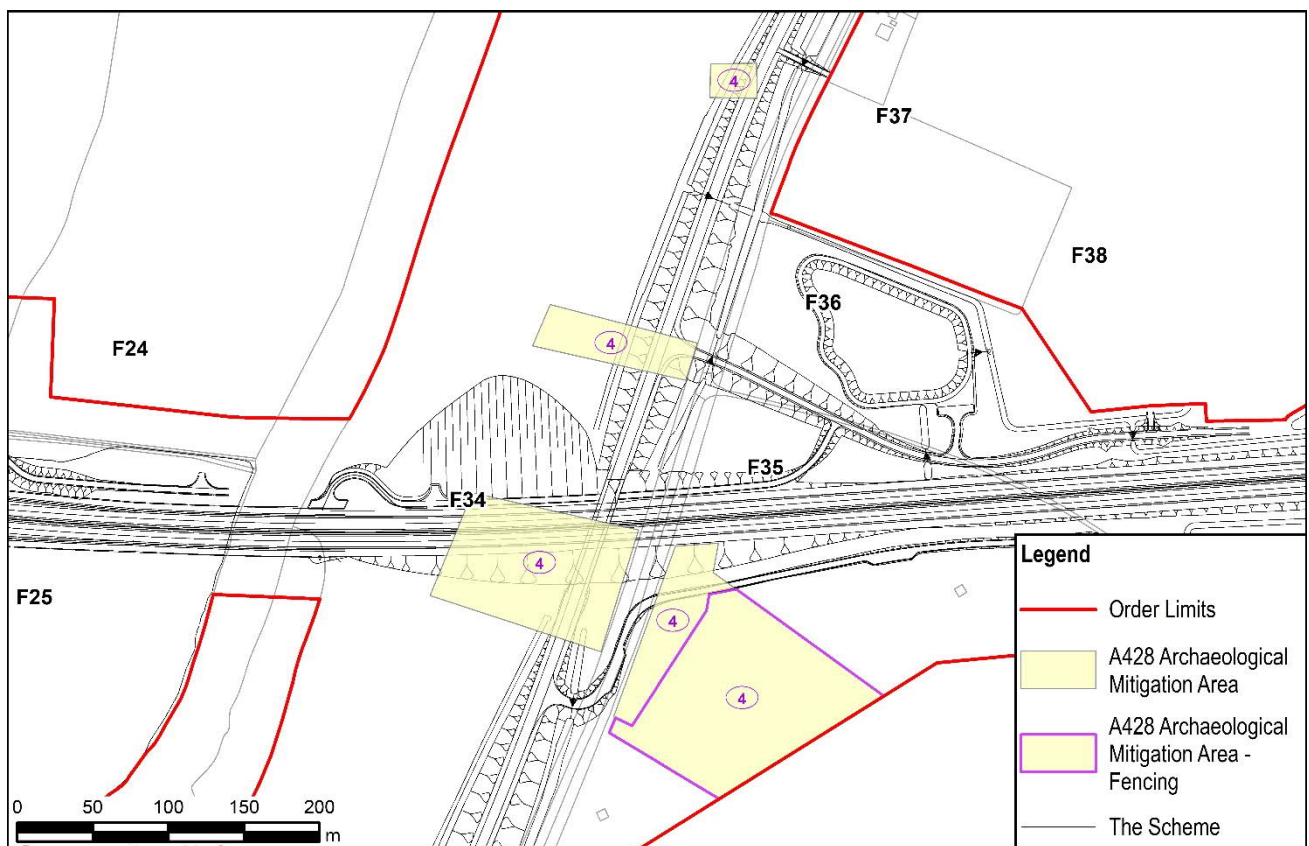 4
F37
F38
F36
F24
4
F35
F34
4
F25
4
4
Legend
Order Limits
A428 Archaeological
Mitigation Area
A428 Archaeological
Mitigation Area -
Fencing
The Scheme
0 50 100 150 200
m